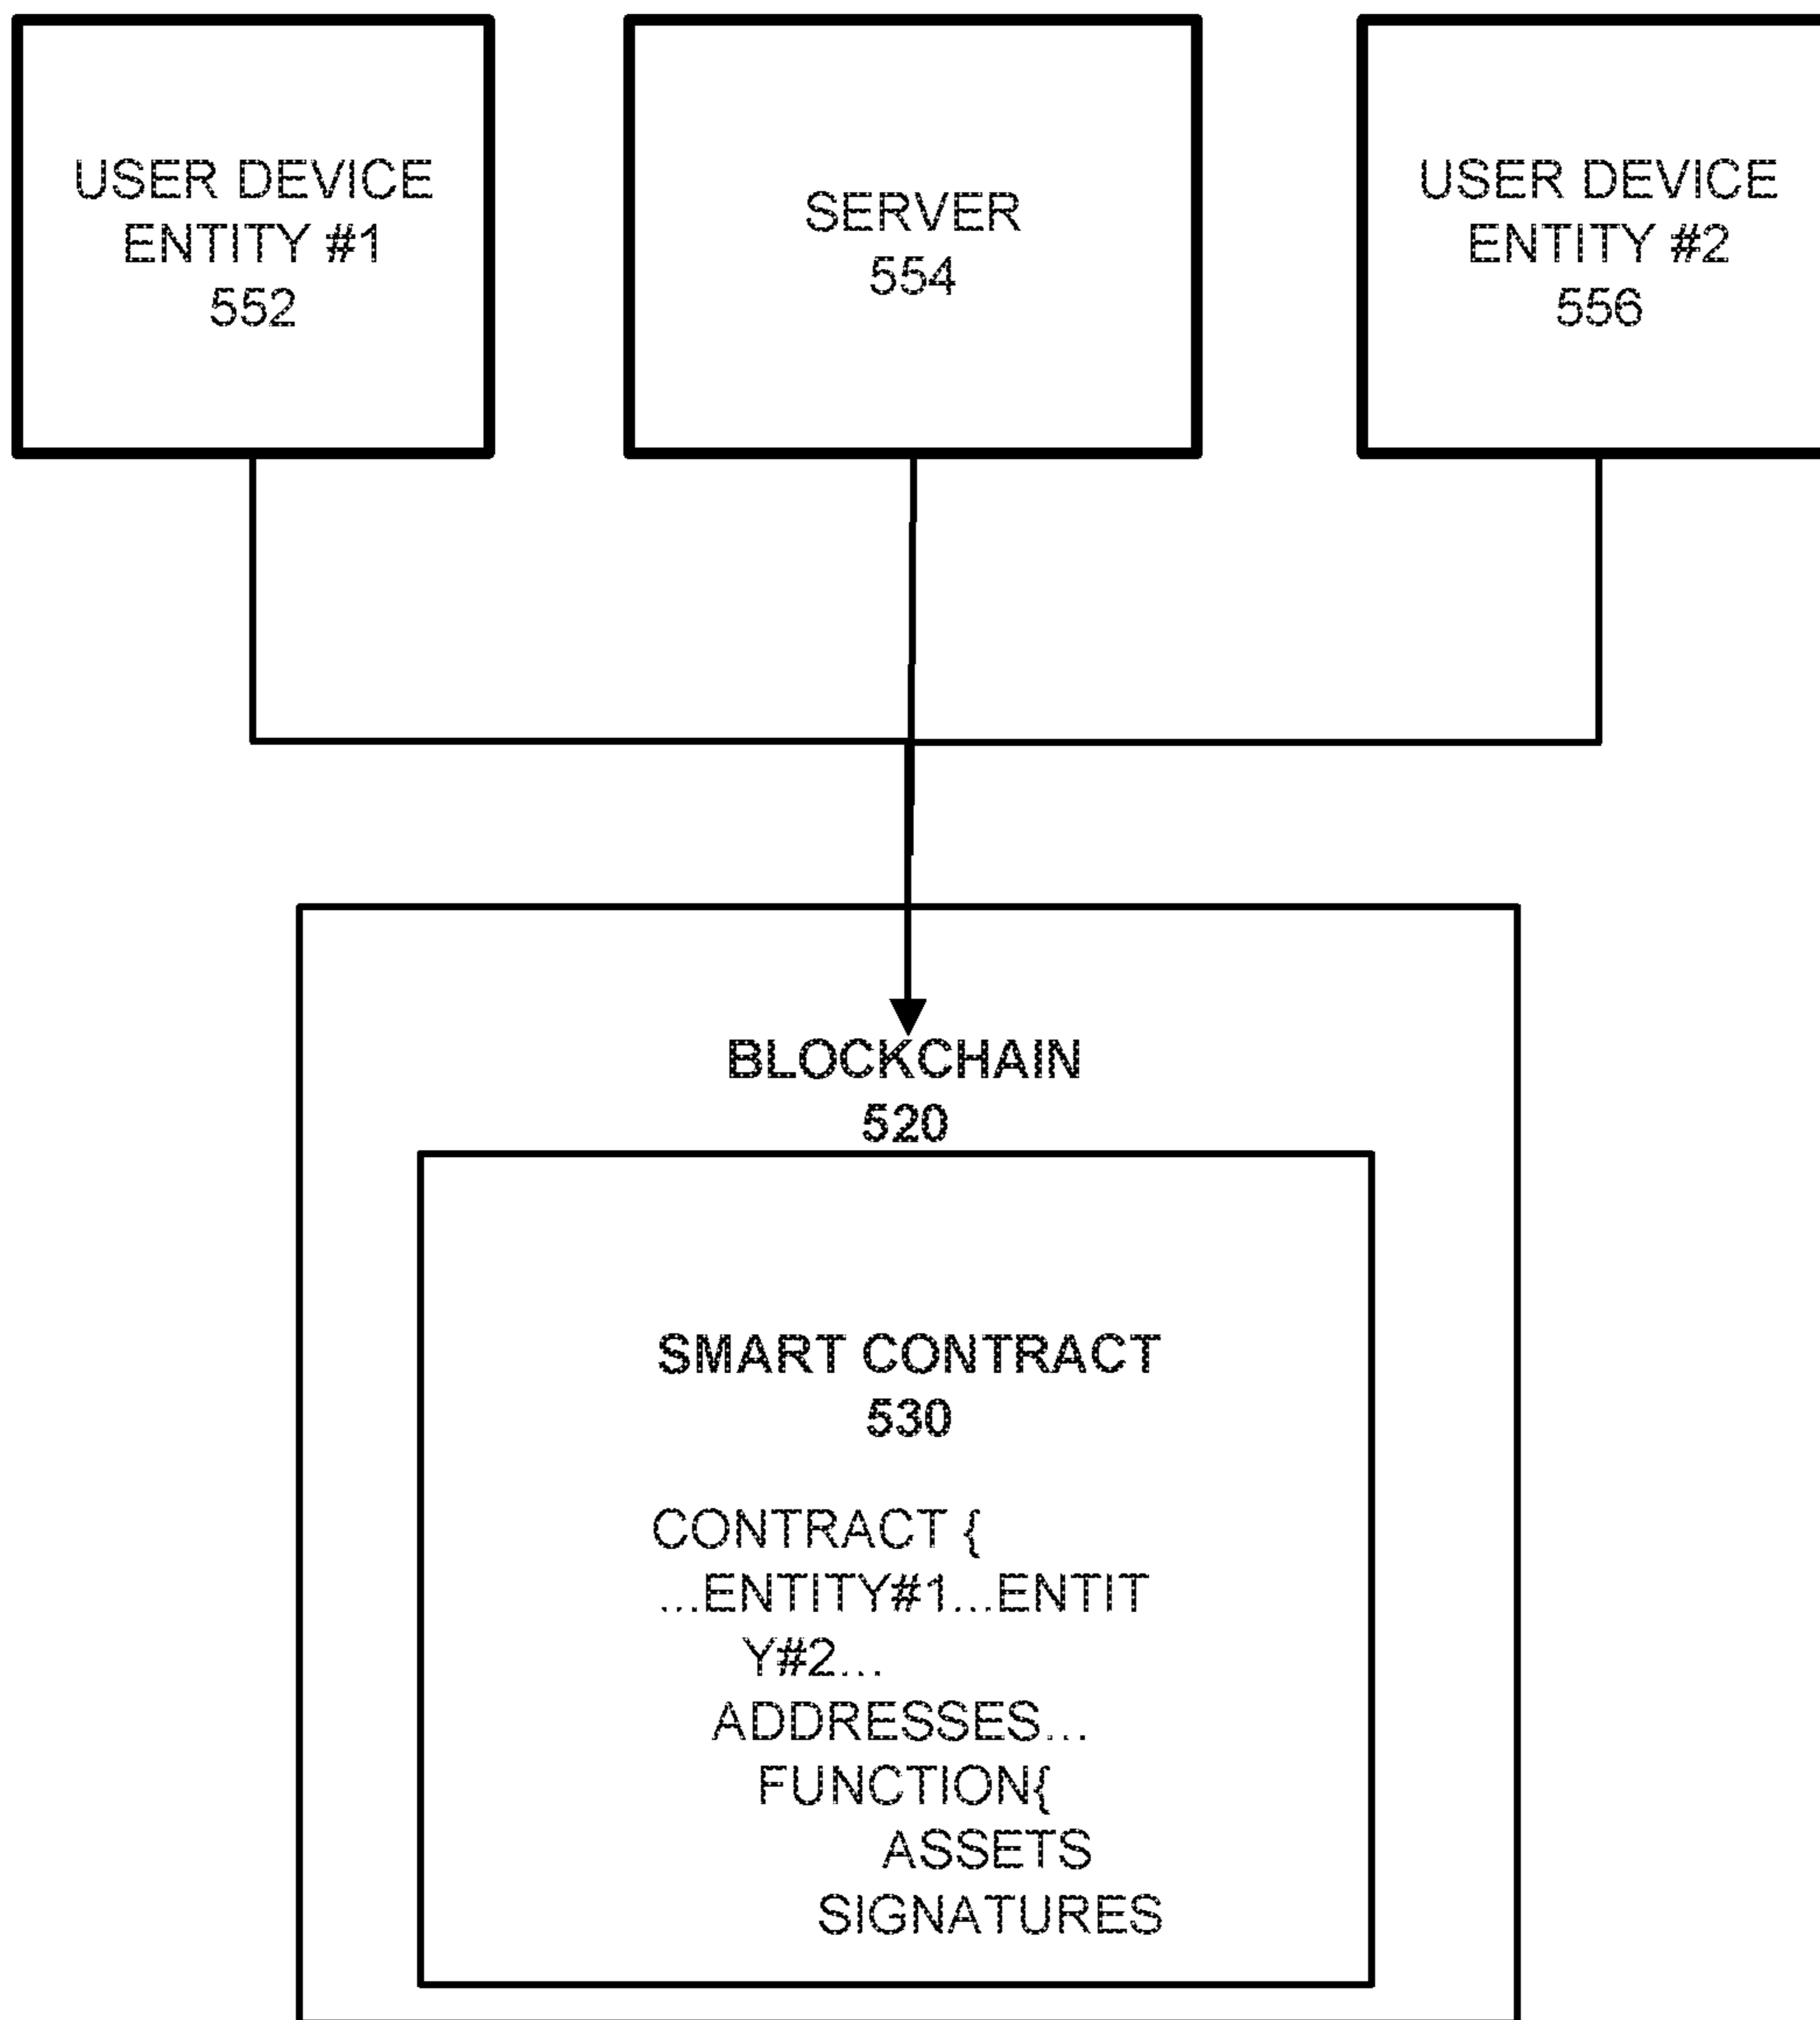 USER DEVICE
ENTITY #1
552
SERVER
554
USER DEVICE
ENTITY #2
556
BLOCKCHAIN
520
SMART CONTRACT
530
CONTRACT {
...ENTITY#1...ENTIT
Y#2...
ADDRESSES...
FUNCTION{
ASSETS
SIGNATURES